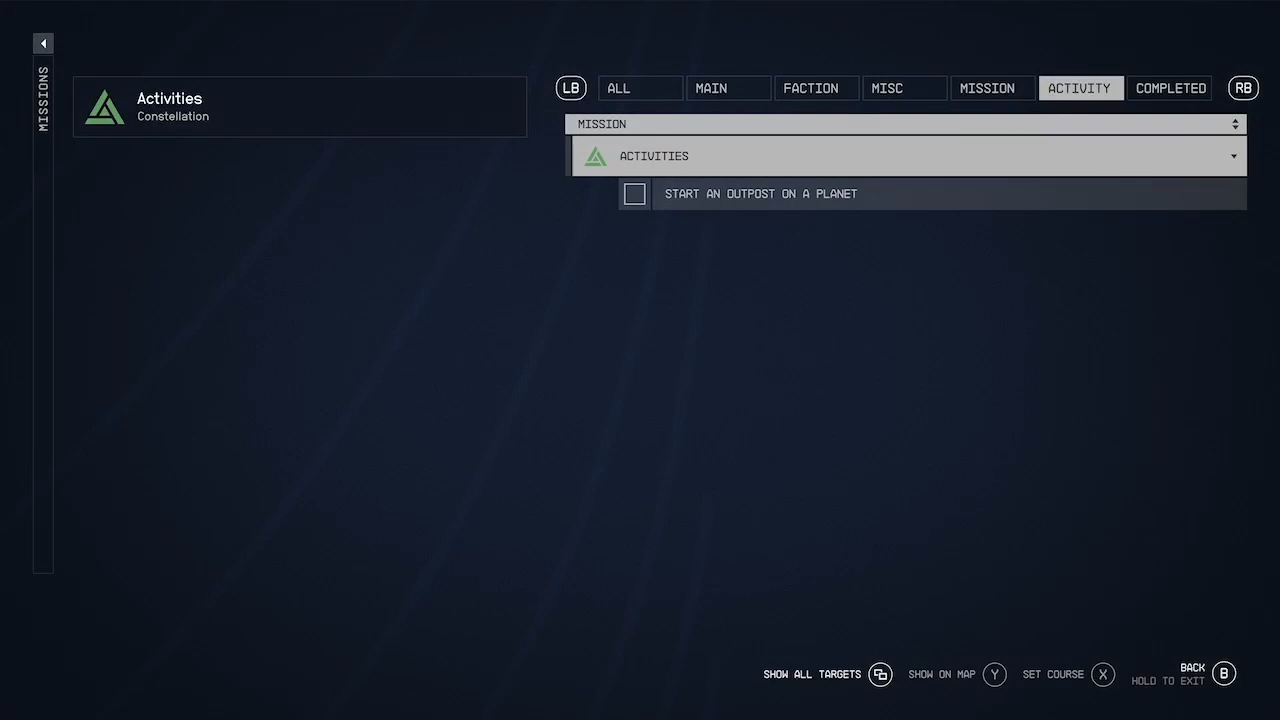 MISSIONS
Activities
Constellation
LB ALL MAIN FACTION MISC MISSION ACTIVITY COMPLETED RB
MISSION
ACTIVITIES
START AN OUTPOST ON A PLANET
SHOW ALL TARGETS SHOW ON MAP Y SET COURSE X BACK B
HOLD TO EXIT